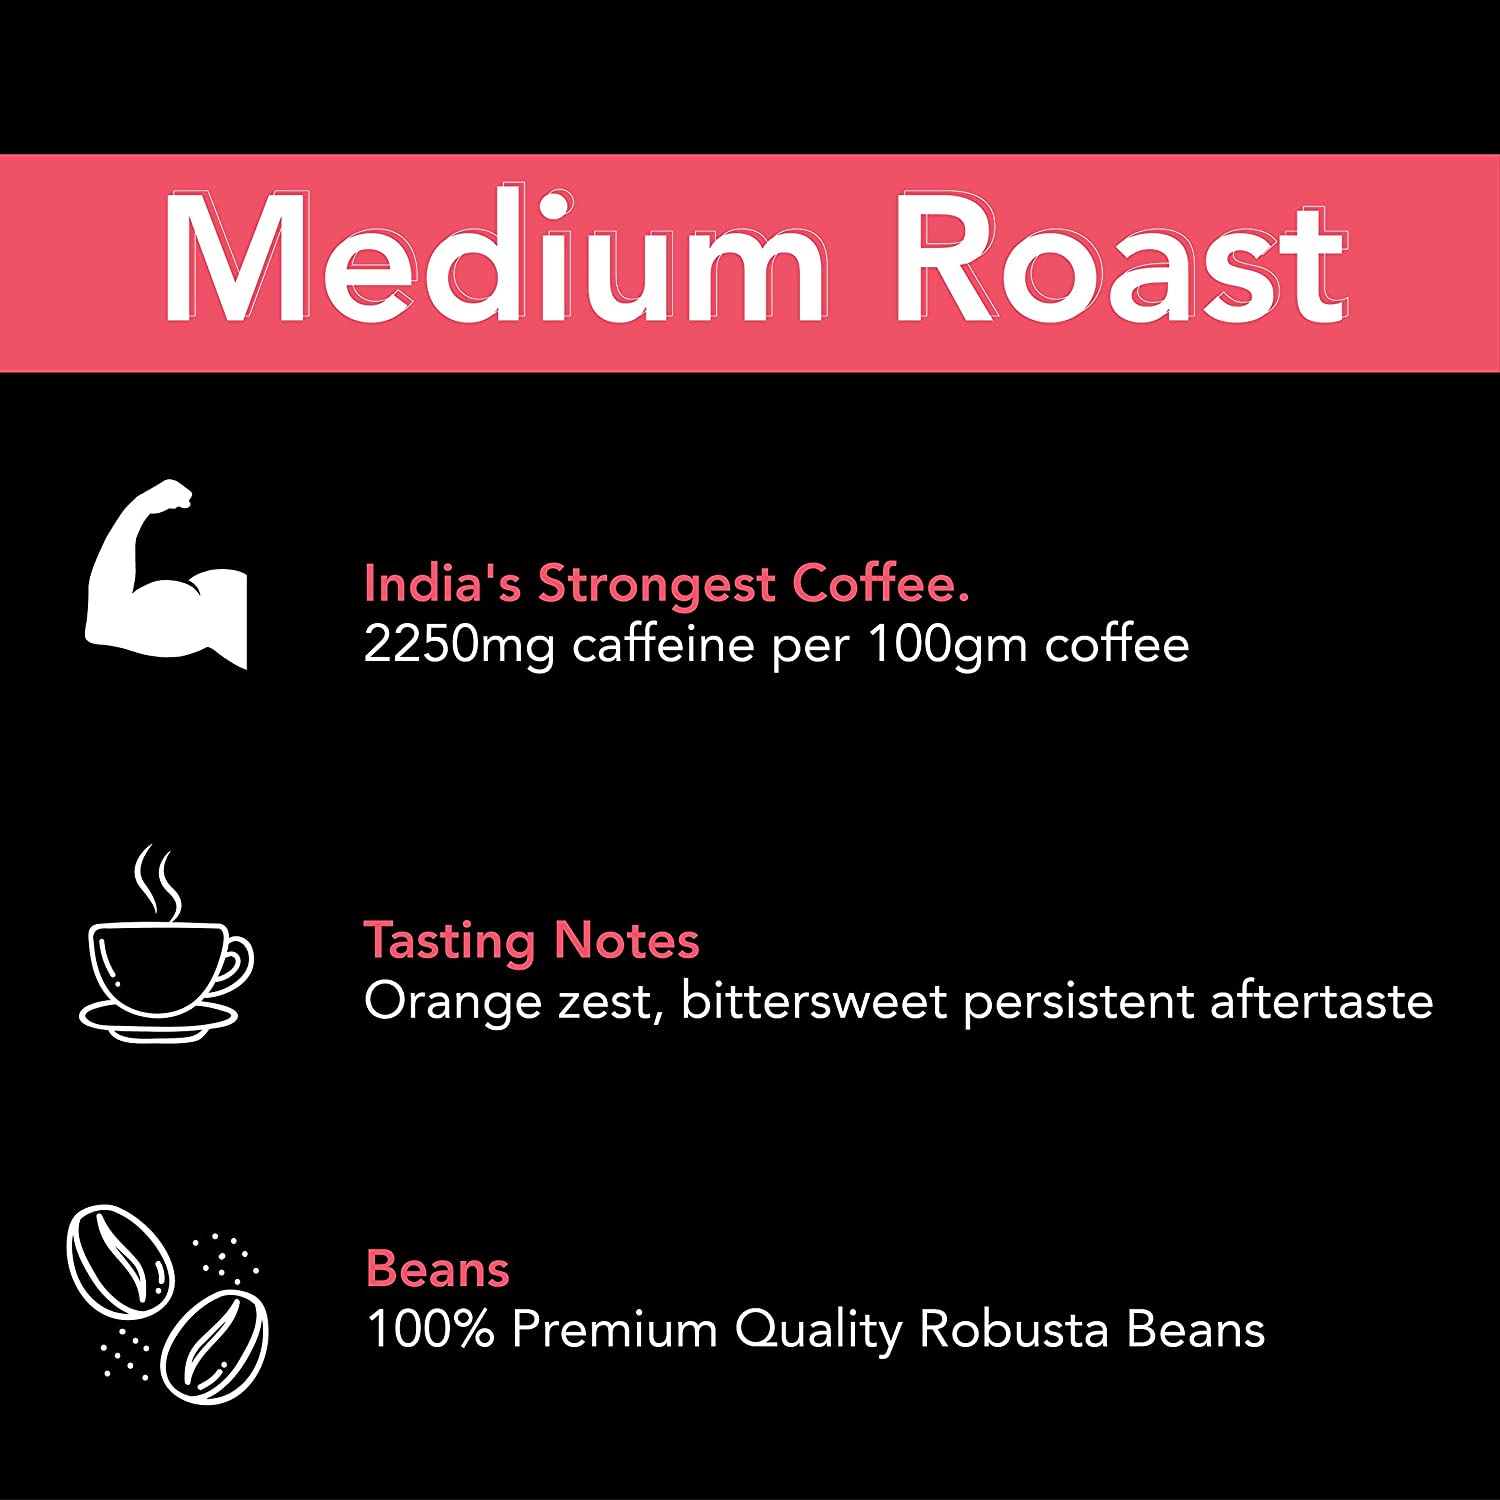 Medium Roast
India's Strongest Coffee.
2250mg caffeine per 100gm coffee
Tasting Notes
Orange zest, bittersweet persistent aftertaste
Beans
100% Premium Quality Robusta Beans